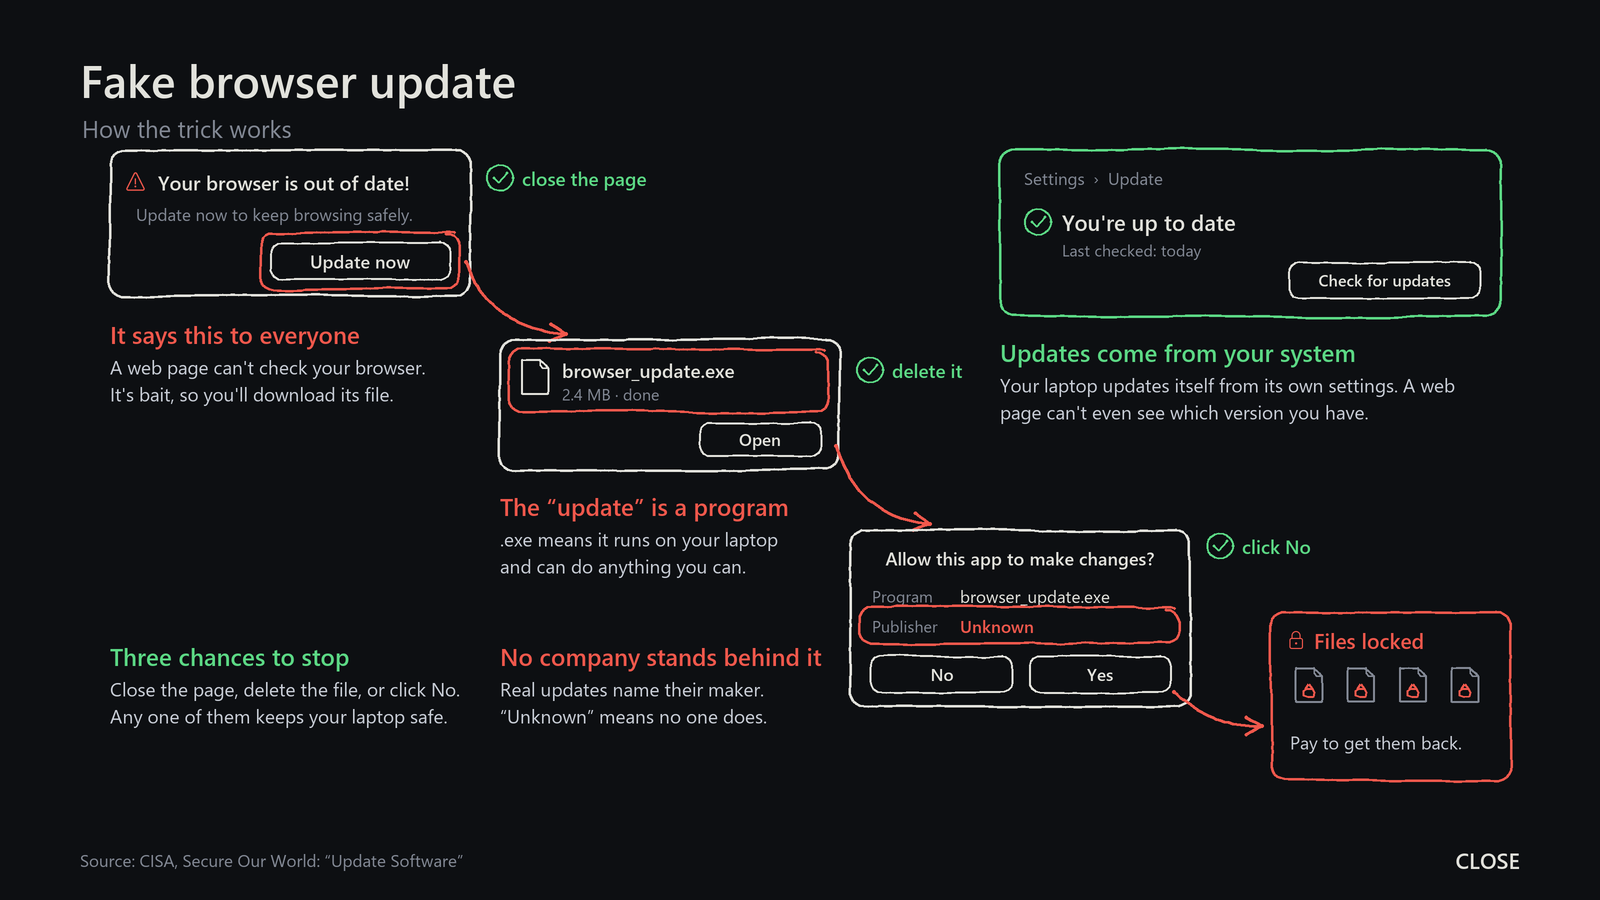 Fake browser update
How the trick works
Your browser is out of date!
Update now to keep browsing safely.
Update now
close the page
It says this to everyone
A web page can't check your browser.
It's bait, so you'll download its file.
browser_update.exe
2.4 MB · done
Open
delete it
The “update” is a program
.exe means it runs on your laptop
and can do anything you can.
Settings › Update
You're up to date
Last checked: today
Check for updates
Updates come from your system
Your laptop updates itself from its own settings. A web
page can't even see which version you have.
Allow this app to make changes?
Program browser_update.exe
Publisher Unknown
No
Yes
click No
No company stands behind it
Real updates name their maker.
“Unknown” means no one does.
Three chances to stop
Close the page, delete the file, or click No.
Any one of them keeps your laptop safe.
Files locked
Pay to get them back.
Source: CISA, Secure Our World: “Update Software”
CLOSE